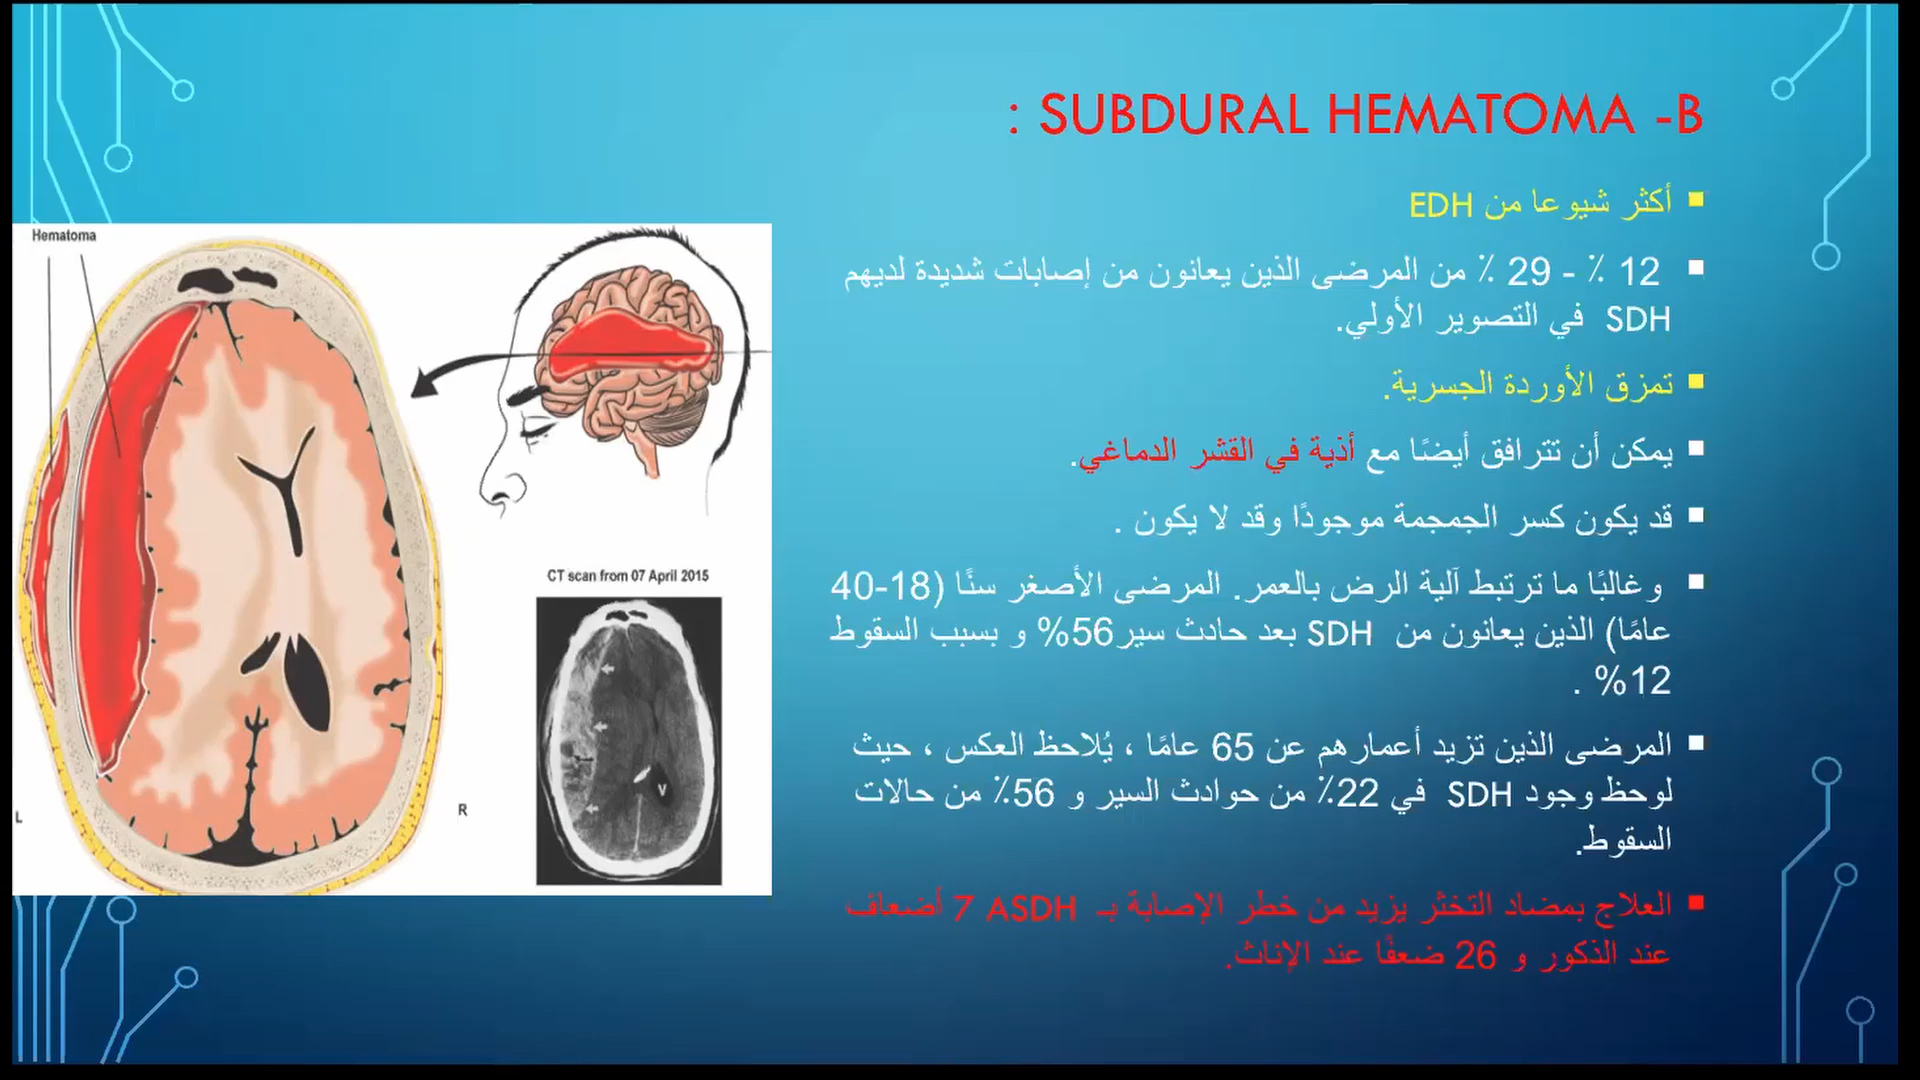 SUBDURAL HEMATOMA -B :
أكثر شيوعا من EDH
12 ٪ - 29 ٪ من المرضى الذين يعانون من إصابات شديدة لديهم
SDH في التصوير الأولي.
تمزق الأوردة الجسرية.
يمكن أن تترافق أيضًا مع أذية في القشر الدماغي.
قد يكون كسر الجمجمة موجودًا وقد لا يكون .
وغالبًا ما ترتبط آلية الرض بالعمر. المرضى الأصغر سنًا (18-40
عامًا) الذين يعانون من SDH بعد حادث سير56% و بسبب السقوط
12% .
المرضى الذين تزيد أعمارهم عن 65 عامًا ، يُلاحظ العكس ، حيث
لوحظ وجود SDH في 22٪ من حوادث السير و 56٪ من حالات
السقوط.
العلاج بمضاد التخثر يزيد من خطر الإصابة بـ ASDH 7 أضعاف
عند الذكور و 26 ضعفًا عند الإناث.
Hematoma
CT scan from 07 April 2015
V
L
R